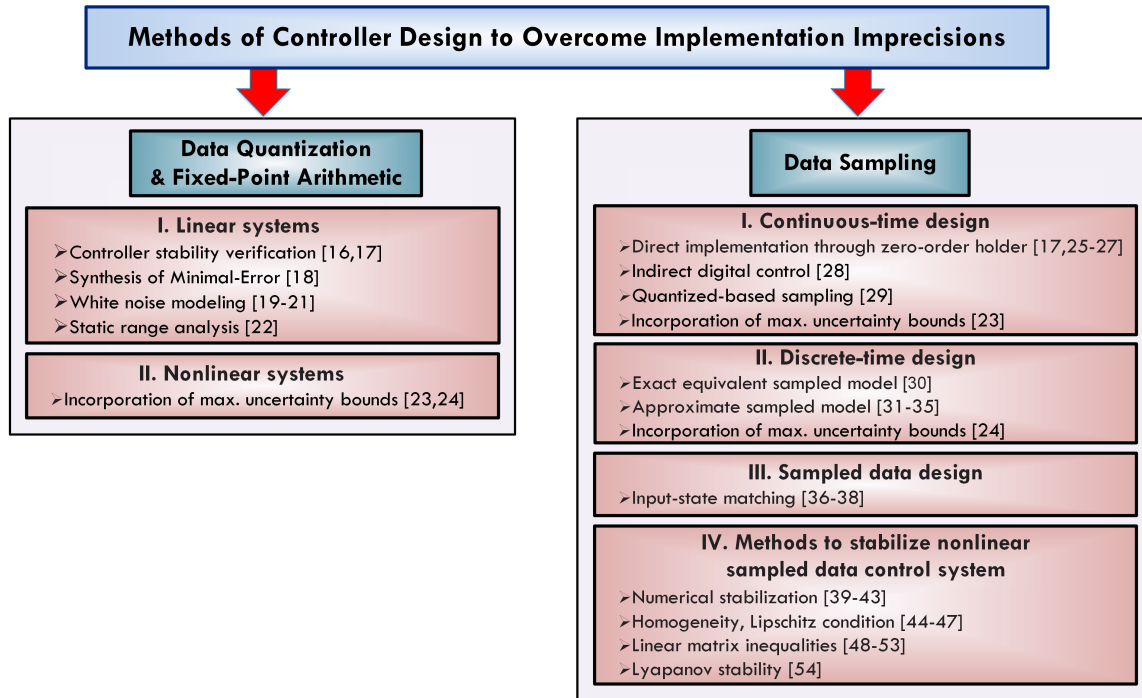 Methods of Controller Design to Overcome Implementation Imprecisions
Data Quantization
& Fixed-Point Arithmetic
I. Linear systems
➢Controller stability verification [16,17]
➢Synthesis of Minimal-Error [18]
➢White noise modeling [19-21]
➢Static range analysis [22]
II. Nonlinear systems
➢Incorporation of max. uncertainty bounds [23,24]
Data Sampling
I. Continuous-time design
➢Direct implementation through zero-order holder [17,25-27]
➢Indirect digital control [28]
➢Quantized-based sampling [29]
➢Incorporation of max. uncertainty bounds [23]
II. Discrete-time design
➢Exact equivalent sampled model [30]
➢Approximate sampled model [31-35]
➢Incorporation of max. uncertainty bounds [24]
III. Sampled data design
➢Input-state matching [36-38]
IV. Methods to stabilize nonlinear
sampled data control system
➢Numerical stabilization [39-43]
➢Homogeneity, Lipschitz condition [44-47]
➢Linear matrix inequalities [48-53]
➢Lyapanov stability [54]